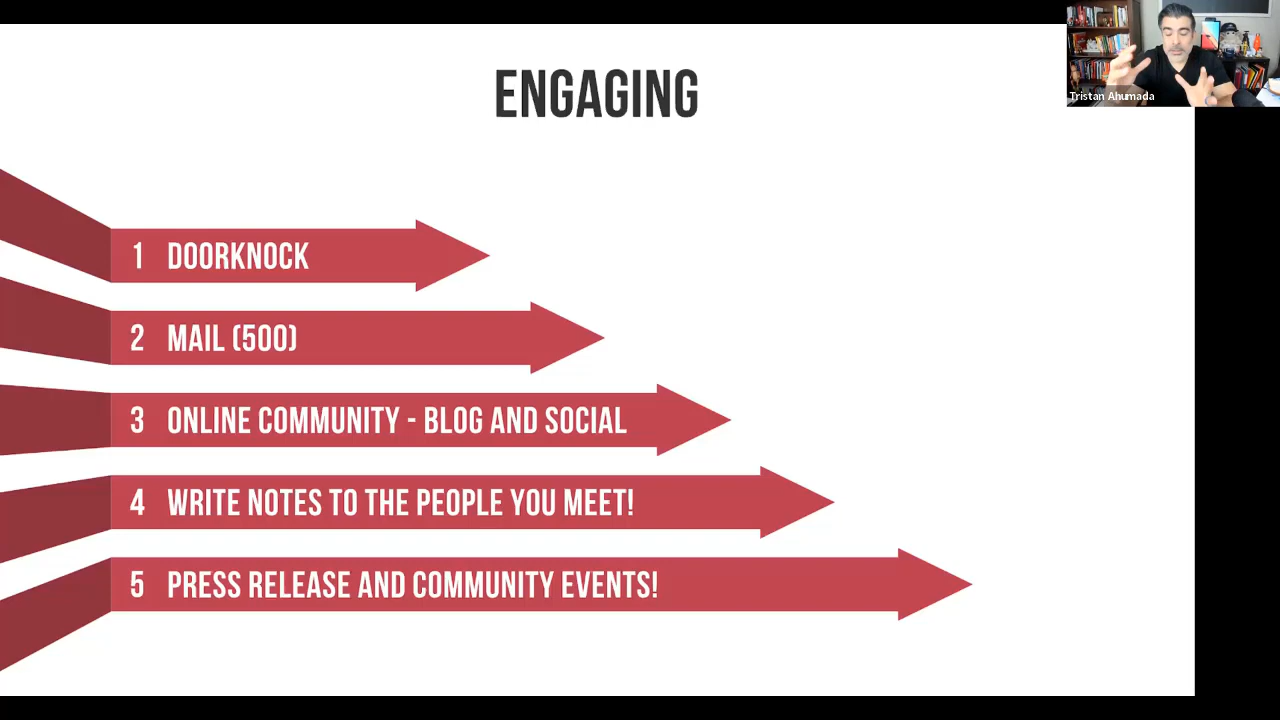 ENGAGING
Tristan Ahumada
1 DOORKNOCK
2 MAIL (500)
3 ONLINE COMMUNITY - BLOG AND SOCIAL
4 WRITE NOTES TO THE PEOPLE YOU MEET!
5 PRESS RELEASE AND COMMUNITY EVENTS!